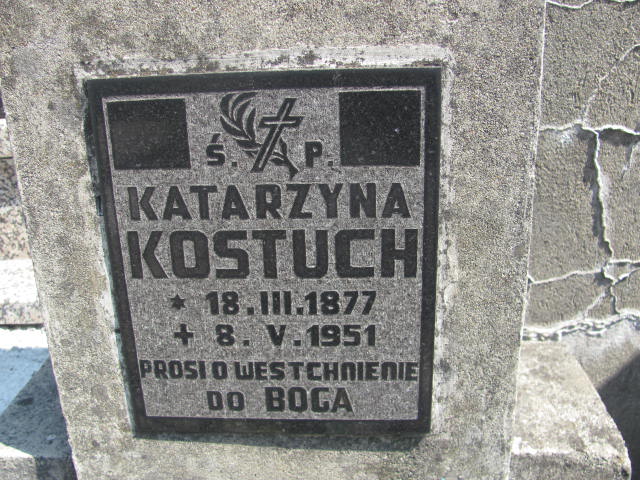 Ś. P.
KATARZYNA
KOSTUCH
* 18.III.1877
+ 8. V. 1951
PROSI O WESTCHNIENIE
DO BOGA